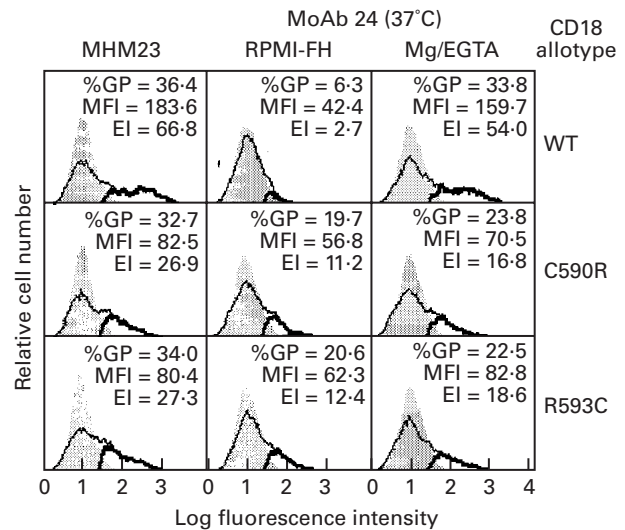 MoAb 24 (37˚C)
CD18
allotype
MHM23
RPMI-FH
Mg/EGTA
%GP = 36·4
MFI = 183·6
EI = 66·8
%GP = 6·3
MFI = 42·4
EI = 2·7
%GP = 33·8
MFI = 159·7
EI = 54·0
WT
%GP = 32·7
MFI = 82·5
EI = 26·9
%GP = 19·7
MFI = 56·8
EI = 11·2
%GP = 23·8
MFI = 70·5
EI = 16·8
C590R
%GP = 34·0
MFI = 80·4
EI = 27·3
%GP = 20·6
MFI = 62·3
EI = 12·4
%GP = 22·5
MFI = 82·8
EI = 18·6
R593C
Relative cell number
0 1 2 3 0 1 2 3 0 1 2 3 4
Log fluorescence intensity